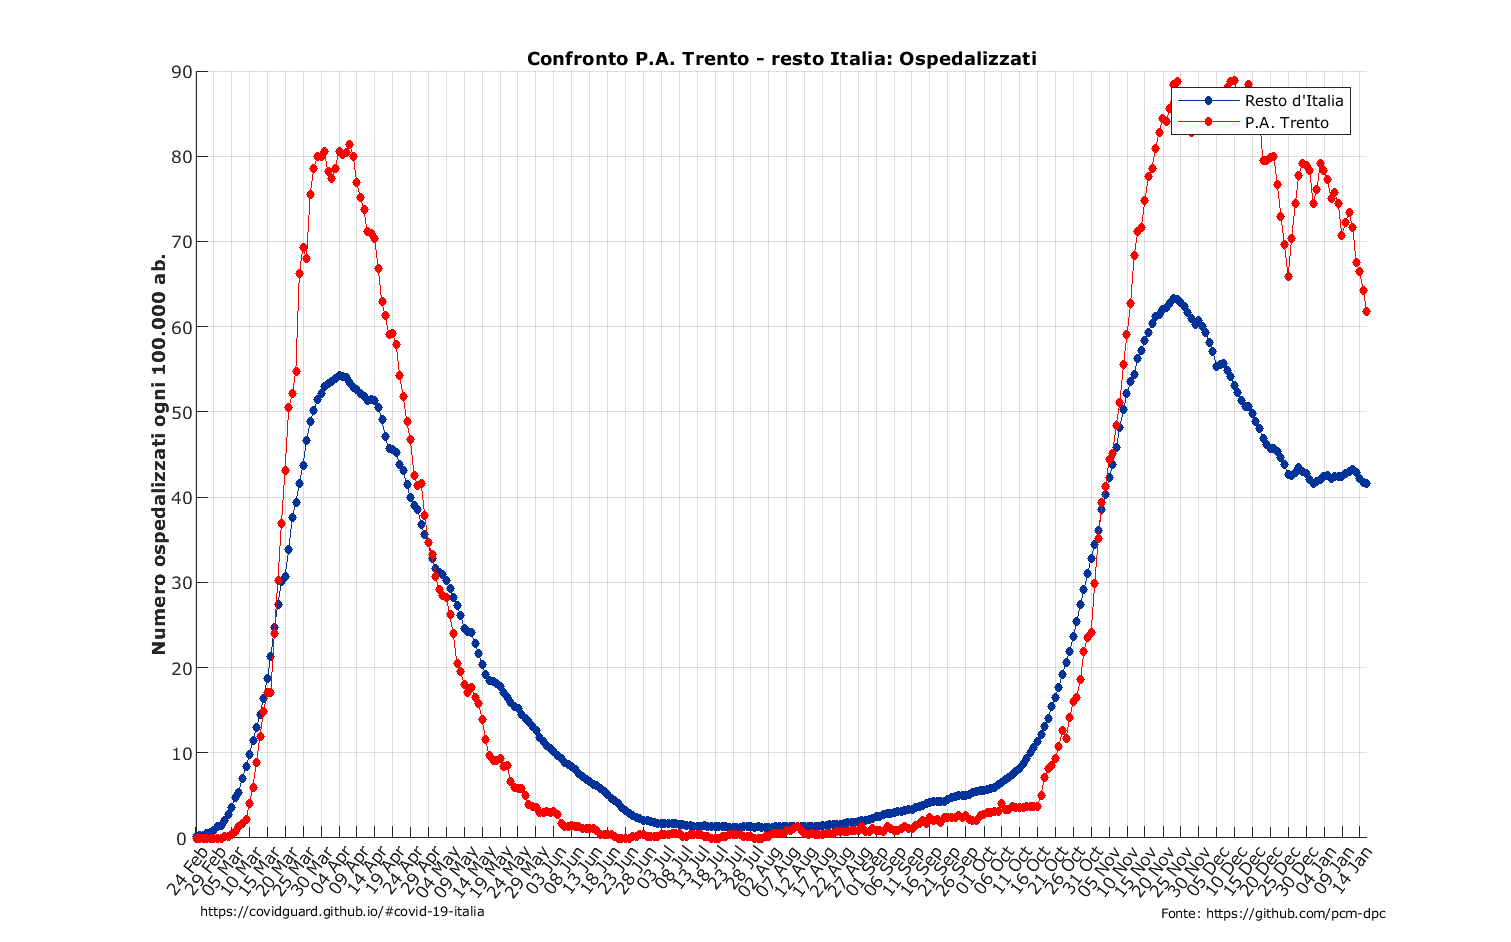 Confronto P.A. Trento - resto Italia: Ospedalizzati
90
80
70
60
50
40
30
20
10
0
Numero ospedalizzati ogni 100.000 ab.
Resto d'Italia
P.A. Trento
24 Feb
29 Feb
05 Mar
10 Mar
15 Mar
20 Mar
25 Mar
30 Mar
04 Apr
09 Apr
14 Apr
19 Apr
24 Apr
29 Apr
04 May
09 May
14 May
19 May
24 May
29 May
03 Jun
08 Jun
13 Jun
18 Jun
23 Jun
28 Jun
03 Jul
08 Jul
13 Jul
18 Jul
23 Jul
28 Jul
02 Aug
07 Aug
12 Aug
17 Aug
22 Aug
27 Aug
01 Sep
06 Sep
11 Sep
16 Sep
21 Sep
26 Sep
01 Oct
06 Oct
11 Oct
16 Oct
21 Oct
26 Oct
31 Oct
05 Nov
10 Nov
15 Nov
20 Nov
25 Nov
30 Nov
05 Dec
10 Dec
15 Dec
20 Dec
25 Dec
30 Dec
04 Jan
09 Jan
14 Jan
https://covidguard.github.io/#covid-19-italia
Fonte: https://github.com/pcm-dpc